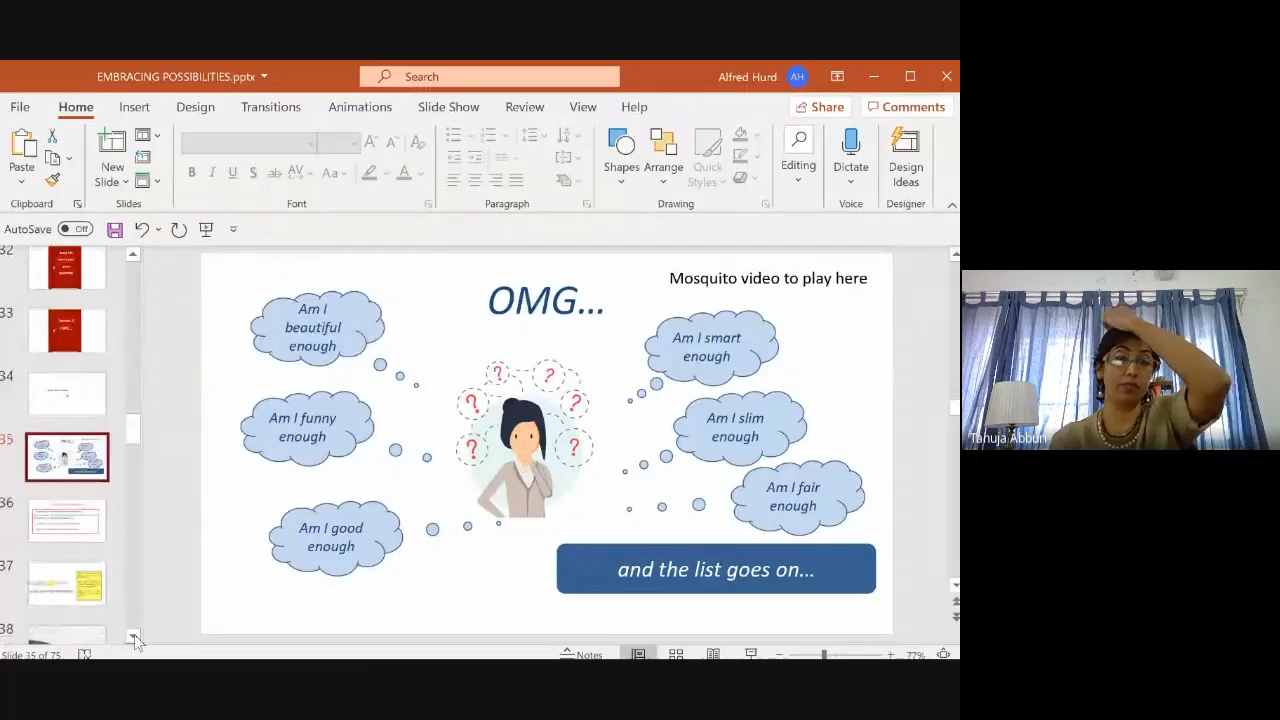 EMBRACING POSSIBILITIES.pptx
Search
Alfred Hurd AH
File Home Insert Design Transitions Animations Slide Show Review View Help Share Comments
Paste
New
Slide
Shapes
Arrange
Quick
Styles
Editing
Dictate
Design
Ideas
Clipboard Slides Font Paragraph Drawing Voice Designer
AutoSave Off
32
33
34
35
36
37
38
Mosquito video to play here
OMG...
Am I
beautiful
enough
Am I smart
enough
Am I funny
enough
Am I slim
enough
Am I good
enough
Am I fair
enough
? ? ? ? ? ?
and the list goes on...
Slide 35 of 75
Notes
77%
Tanuja Abburi